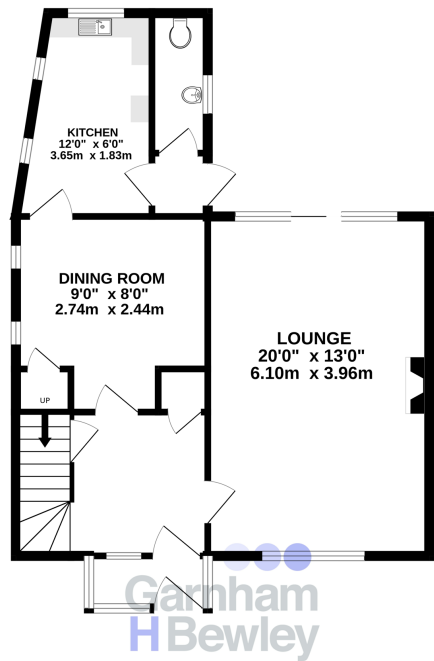 KITCHEN
12'0" x 6'0"
3.65m x 1.83m
DINING ROOM
9'0" x 8'0"
2.74m x 2.44m
LOUNGE
20'0" x 13'0"
6.10m x 3.96m
UP
Garnham
H Bewley